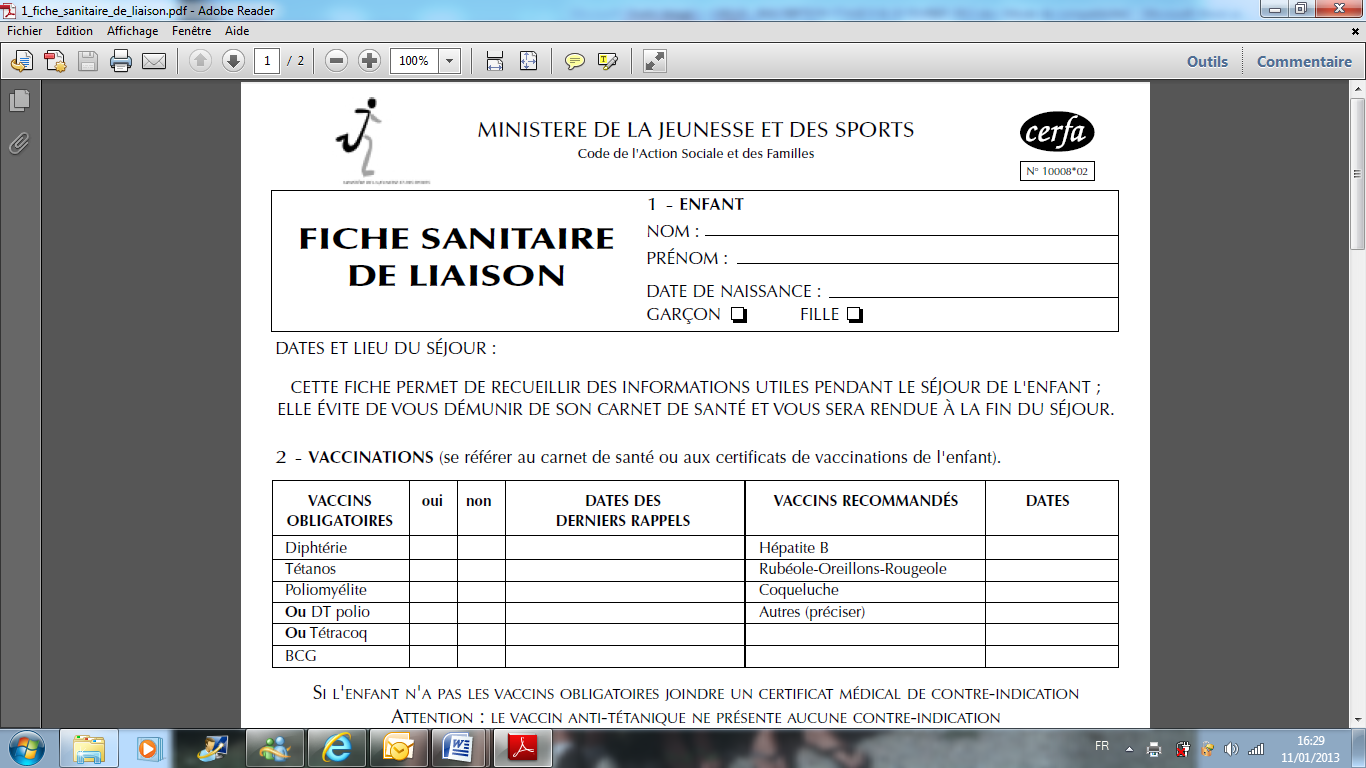 1_fiche_sanitaire_de_liaison.pdf - Adobe Reader
Fichier Edition Affichage Fenêtre Aide
1 / 2 100% Outils Commentaire
MINISTERE DE LA JEUNESSE ET DES SPORTS
Code de l'Action Sociale et des Familles
cerfa
N° 10008*02
FICHE SANITAIRE
DE LIAISON
1 - ENFANT
NOM :
PRÉNOM :
DATE DE NAISSANCE :
GARÇON FILLE
DATES ET LIEU DU SÉJOUR :
CETTE FICHE PERMET DE RECUEILLIR DES INFORMATIONS UTILES PENDANT LE SÉJOUR DE L'ENFANT ;
ELLE ÉVITE DE VOUS DÉMUNIR DE SON CARNET DE SANTÉ ET VOUS SERA RENDUE À LA FIN DU SÉJOUR.
2 - VACCINATIONS (se référer au carnet de santé ou aux certificats de vaccinations de l'enfant).
VACCINS OBLIGATOIRES oui non DATES DES DERNIERS RAPPELS VACCINS RECOMMANDÉS DATES
Diphtérie Hépatite B
Tétanos Rubéole-Oreillons-Rougeole
Poliomyélite Coqueluche
Ou DT polio Autres (préciser)
Ou Tétracoq
BCG
SI L'ENFANT N'A PAS LES VACCINS OBLIGATOIRES JOINDRE UN CERTIFICAT MÉDICAL DE CONTRE-INDICATION
ATTENTION : LE VACCIN ANTI-TÉTANIQUE NE PRÉSENTE AUCUNE CONTRE-INDICATION
FR 16:29
11/01/2013